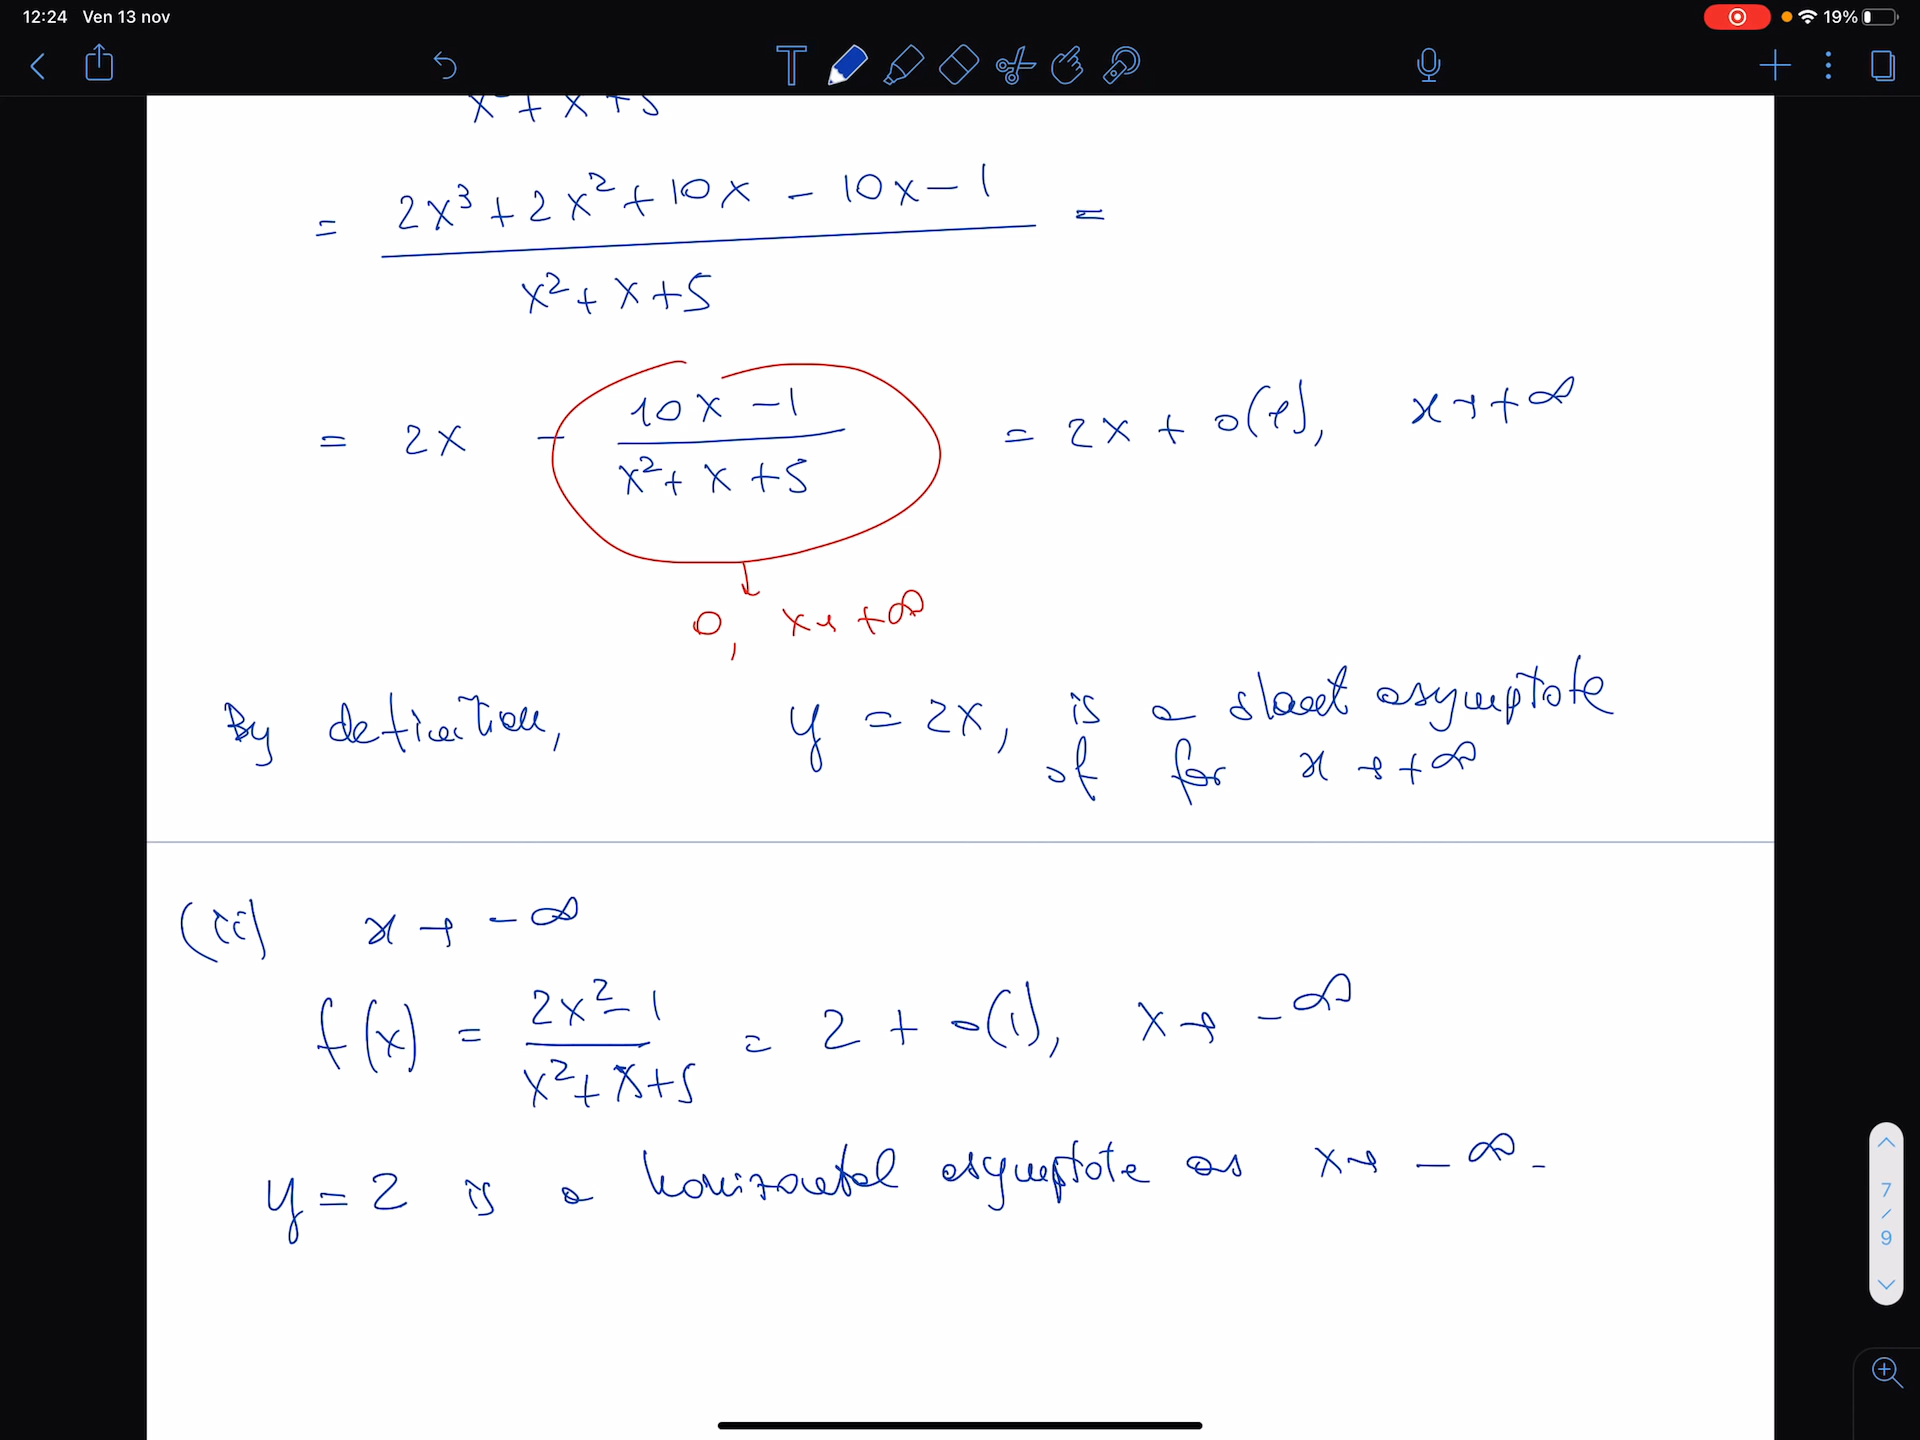 12:24 Ven 13 nov 19%
x² + x + 5
= (2x³ + 2x² + 10x - 10x - 1) / (x² + x + 5) =
= 2x - (10x - 1) / (x² + x + 5) = 2x + o(1), x → +∞
0, x → +∞
By definition, y = 2x, is a slant asymptote
of for x → +∞
(ii) x → -∞
f(x) = (2x² - 1) / (x² + x + 5) = 2 + o(1), x → -∞
y = 2 is a horizontal asymptote as x → -∞.
7
/
9